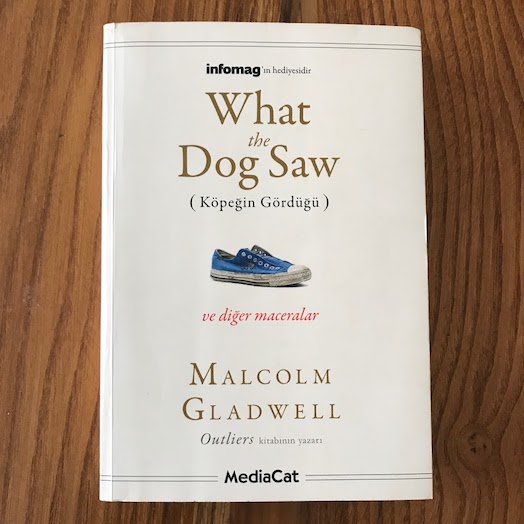 infomag'ın hediyesidir
What
the
Dog Saw
( Köpeğin Gördüğü )
ve diğer maceralar
MALCOLM
GLADWELL
Outliers kitabının yazarı
MediaCat